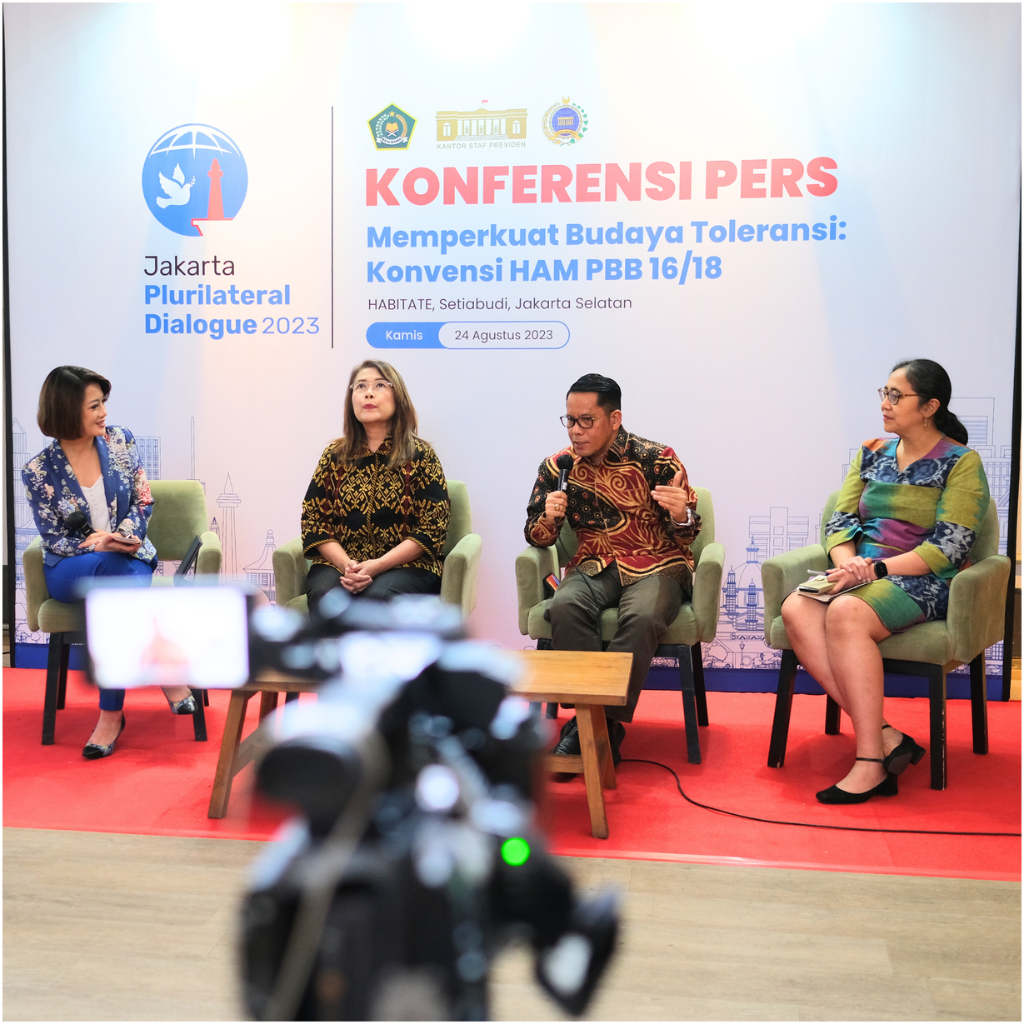 KANTOR STAF PRESIDEN
KONFERENSI PERS
Memperkuat Budaya Toleransi:
Konvensi HAM PBB 16/18
HABITATE, Setiabudi, Jakarta Selatan
Kamis 24 Agustus 2023
Jakarta
Plurilateral
Dialogue 2023